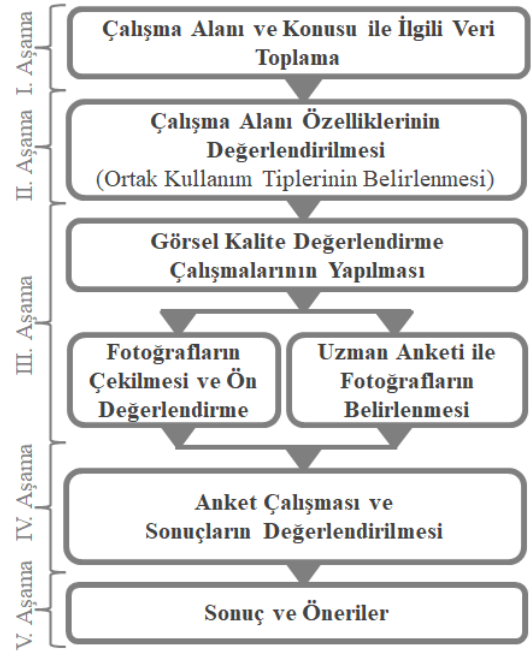 I. Aşama
Çalışma Alanı ve Konusu ile İlgili Veri
Toplama
II. Aşama
Çalışma Alanı Özelliklerinin
Değerlendirilmesi
(Ortak Kullanım Tiplerinin Belirlenmesi)
III. Aşama
Görsel Kalite Değerlendirme
Çalışmalarının Yapılması
Fotoğrafların
Çekilmesi ve Ön
Değerlendirme
Uzman Anketi ile
Fotoğrafların
Belirlenmesi
IV. Aşama
Anket Çalışması ve
Sonuçların Değerlendirilmesi
V. Aşama
Sonuç ve Öneriler